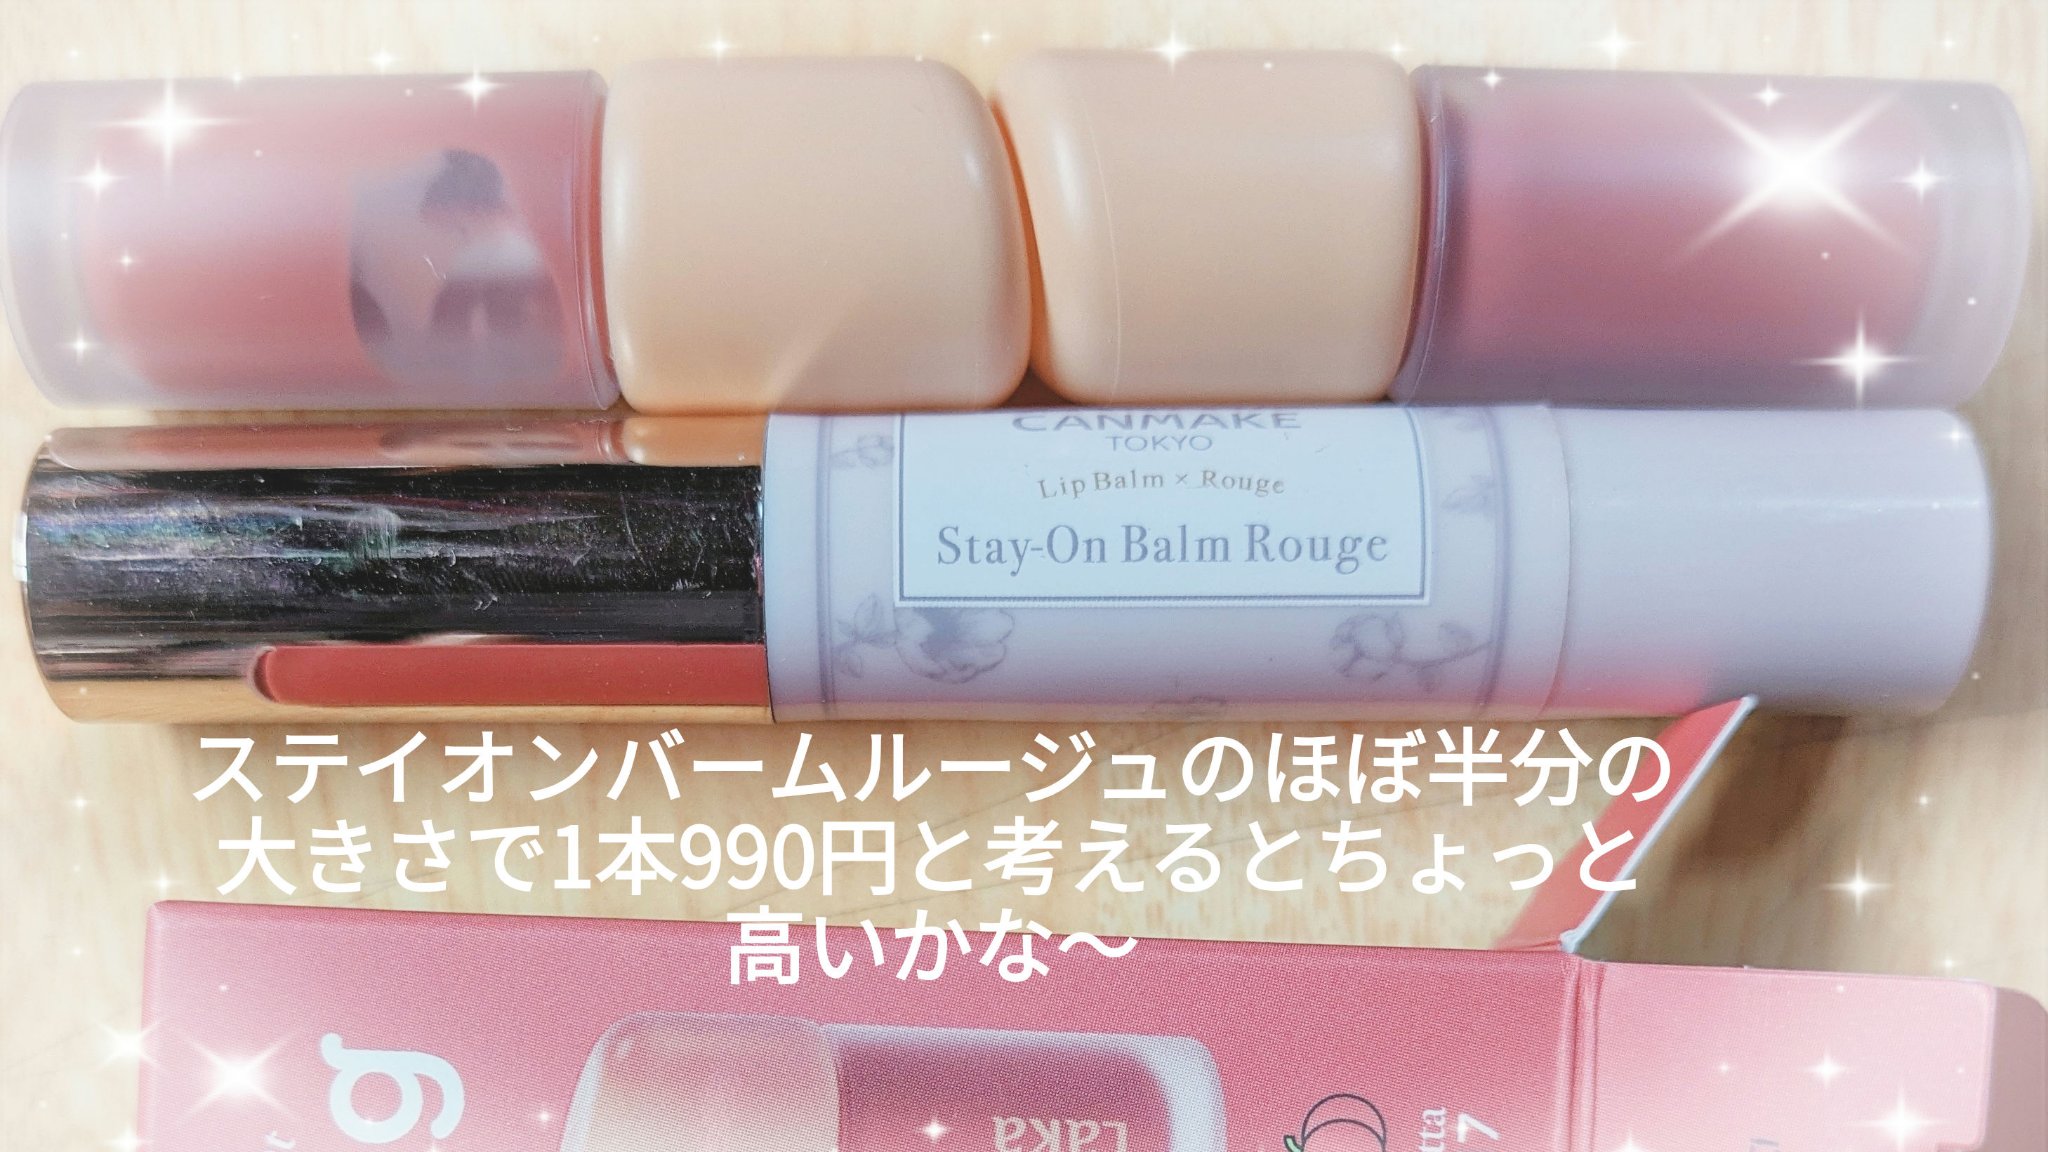 CANMAKE
TOKYO
Lip Balm × Rouge
Stay-On Balm Rouge
ステイオンバームルージュのほぼ半分の
大きさで1本990円と考えるとちょっと
高いかな〜
g
Laka
7